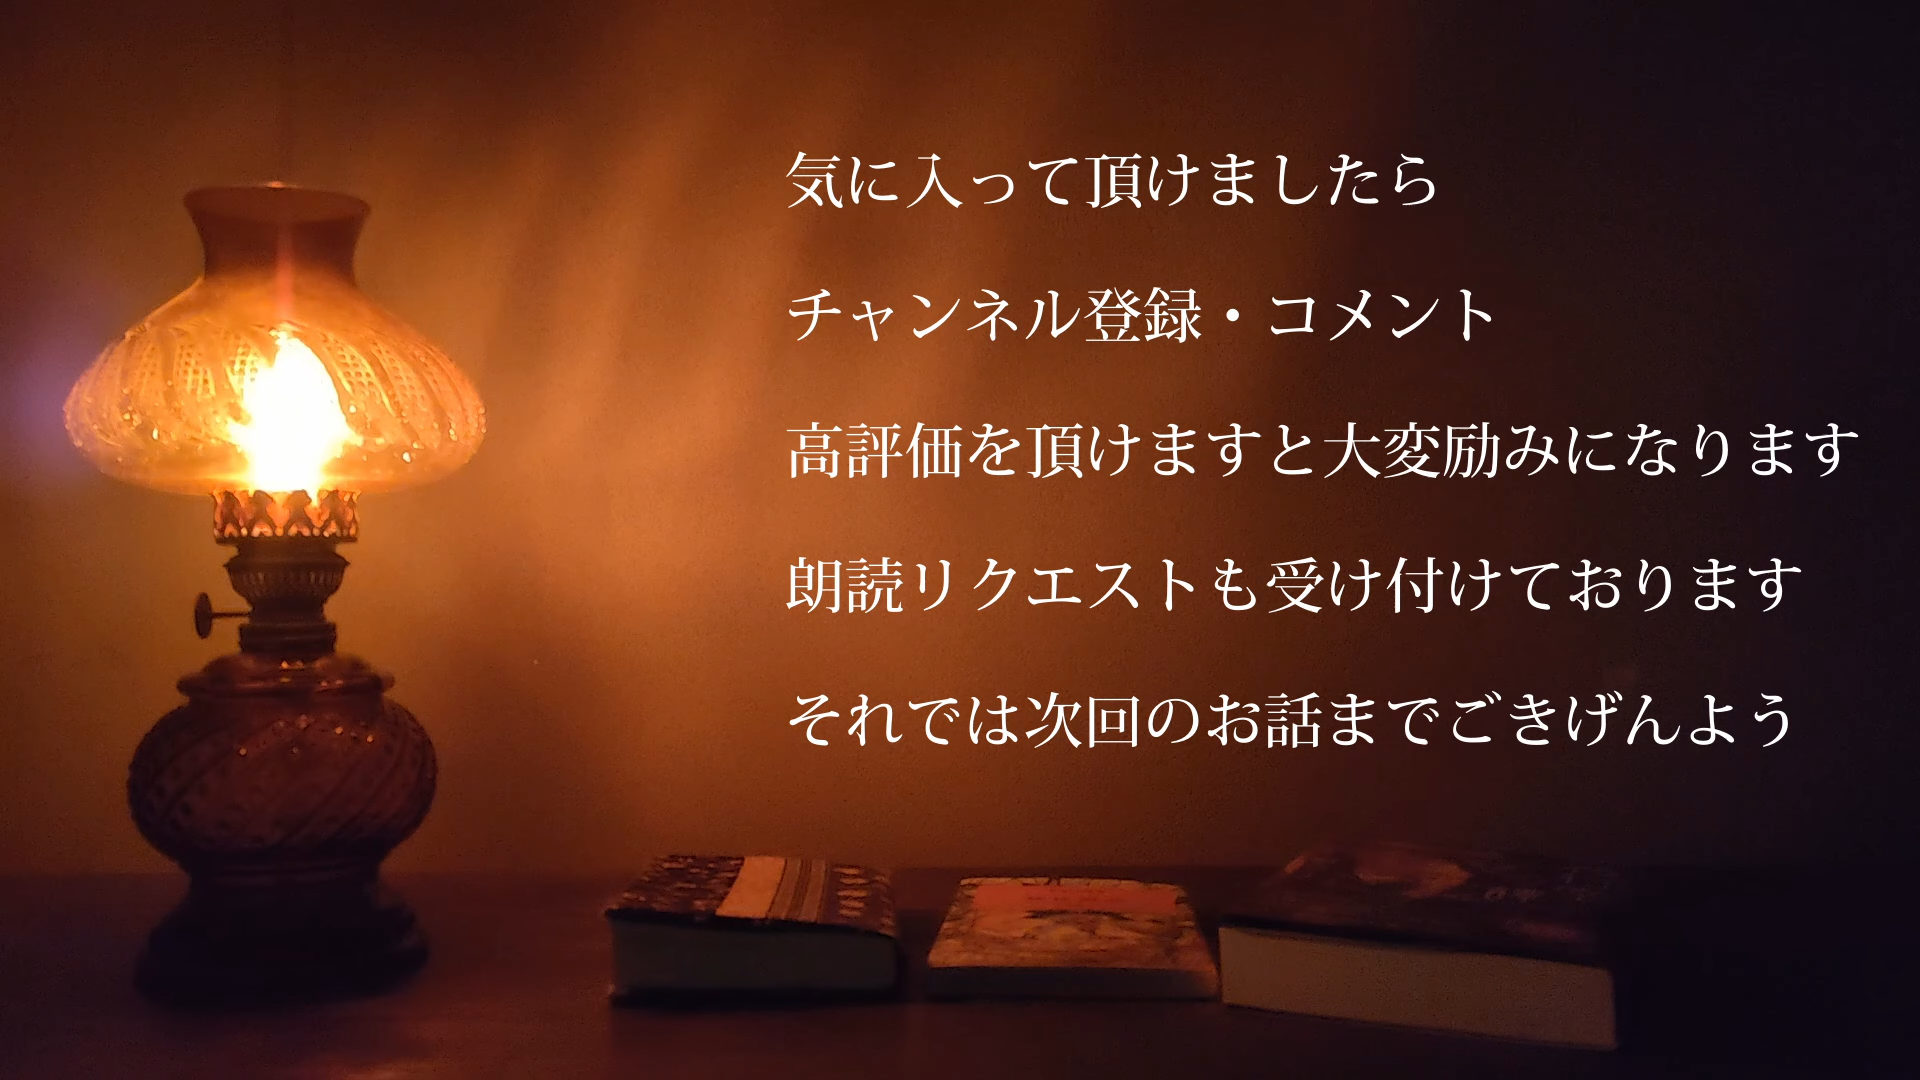 気に入って頂けましたら
チャンネル登録・コメント
高評価を頂けますと大変励みになります
朗読リクエストも受け付けております
それでは次回のお話までごきげんよう